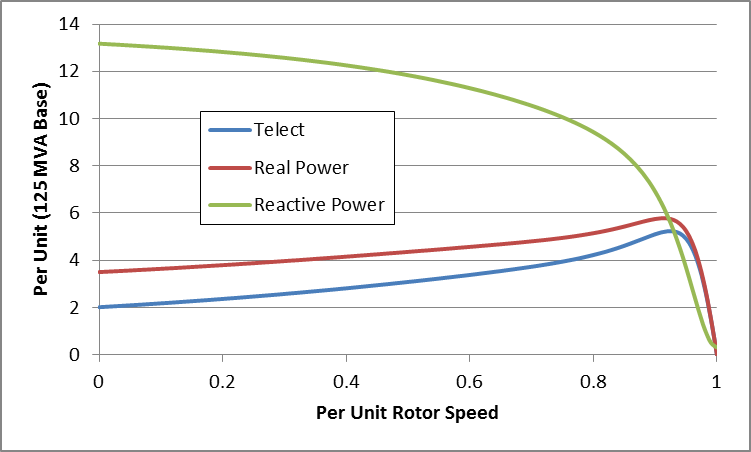 14
12
10
8
6
4
2
0
Per Unit (125 MVA Base)
Telect
Real Power
Reactive Power
0
0.2
0.4
0.6
0.8
1
Per Unit Rotor Speed